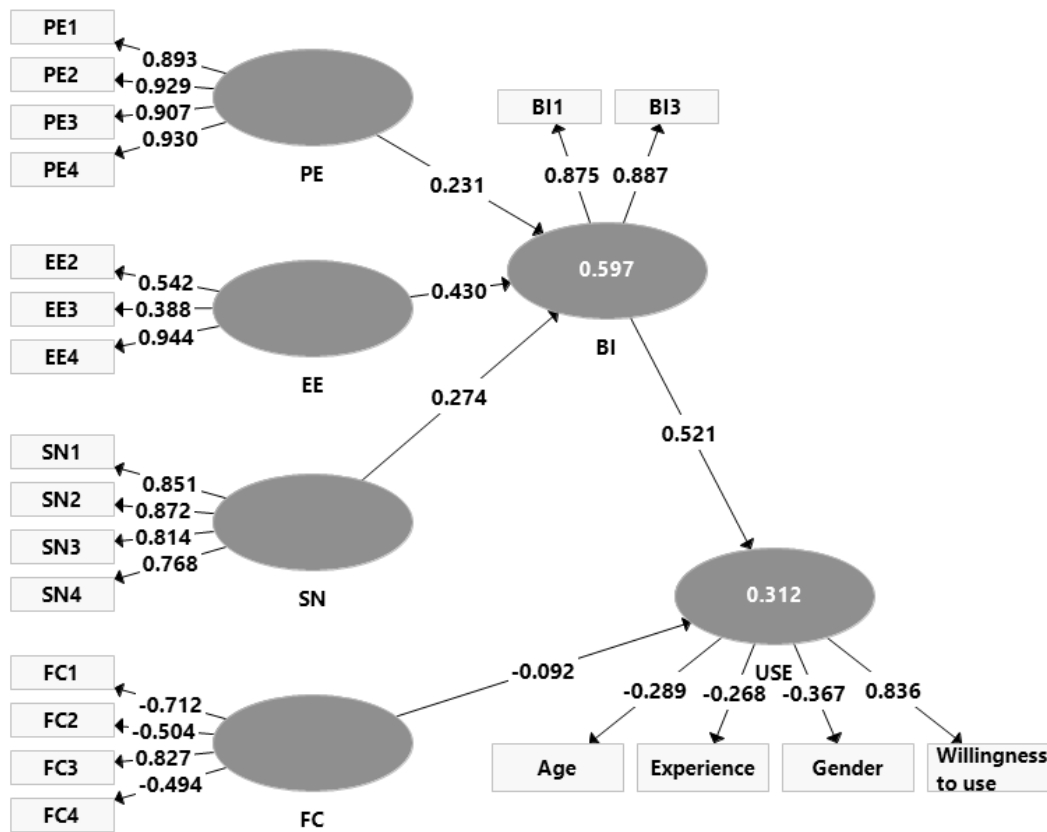 PE1
PE2
PE3
PE4
0.893
0.929
0.907
0.930
PE
0.231
BI1
BI3
0.875
0.887
0.597
BI
EE2
EE3
EE4
0.542
0.388
0.944
EE
0.430
0.274
SN1
SN2
SN3
SN4
0.851
0.872
0.814
0.768
SN
0.521
0.312
USE
FC1
FC2
FC3
FC4
-0.712
-0.504
0.827
-0.494
FC
-0.092
-0.289
-0.268
-0.367
0.836
Age
Experience
Gender
Willingness
to use